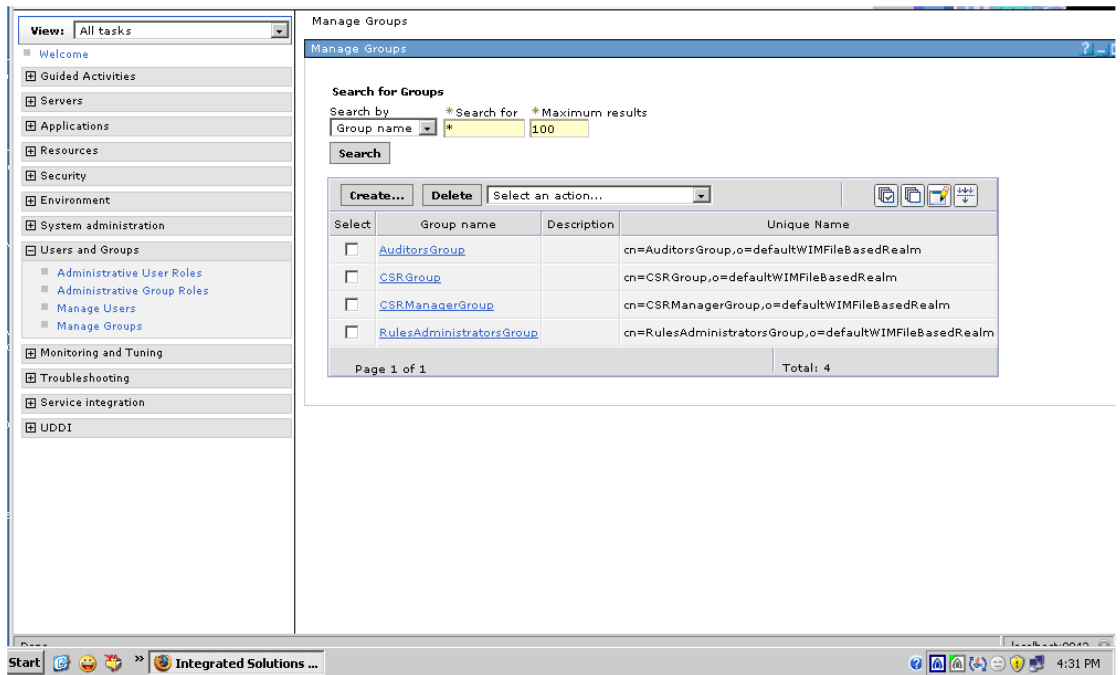 View: All tasks
Welcome
Guided Activities
Servers
Applications
Resources
Security
Environment
System administration
Users and Groups
Administrative User Roles
Administrative Group Roles
Manage Users
Manage Groups
Monitoring and Tuning
Troubleshooting
Service integration
UDDI
Manage Groups
Manage Groups ? _
Search for Groups
Search by *Search for *Maximum results
Group name * 100
Search
Create... Delete Select an action...
Select Group name Description Unique Name
AuditorsGroup cn=AuditorsGroup,o=defaultWIMFileBasedRealm
CSRGroup cn=CSRGroup,o=defaultWIMFileBasedRealm
CSRManagerGroup cn=CSRManagerGroup,o=defaultWIMFileBasedRealm
RulesAdministratorsGroup cn=RulesAdministratorsGroup,o=defaultWIMFileBasedRealm
Page 1 of 1 Total: 4
Start » Integrated Solutions ... 4:31 PM